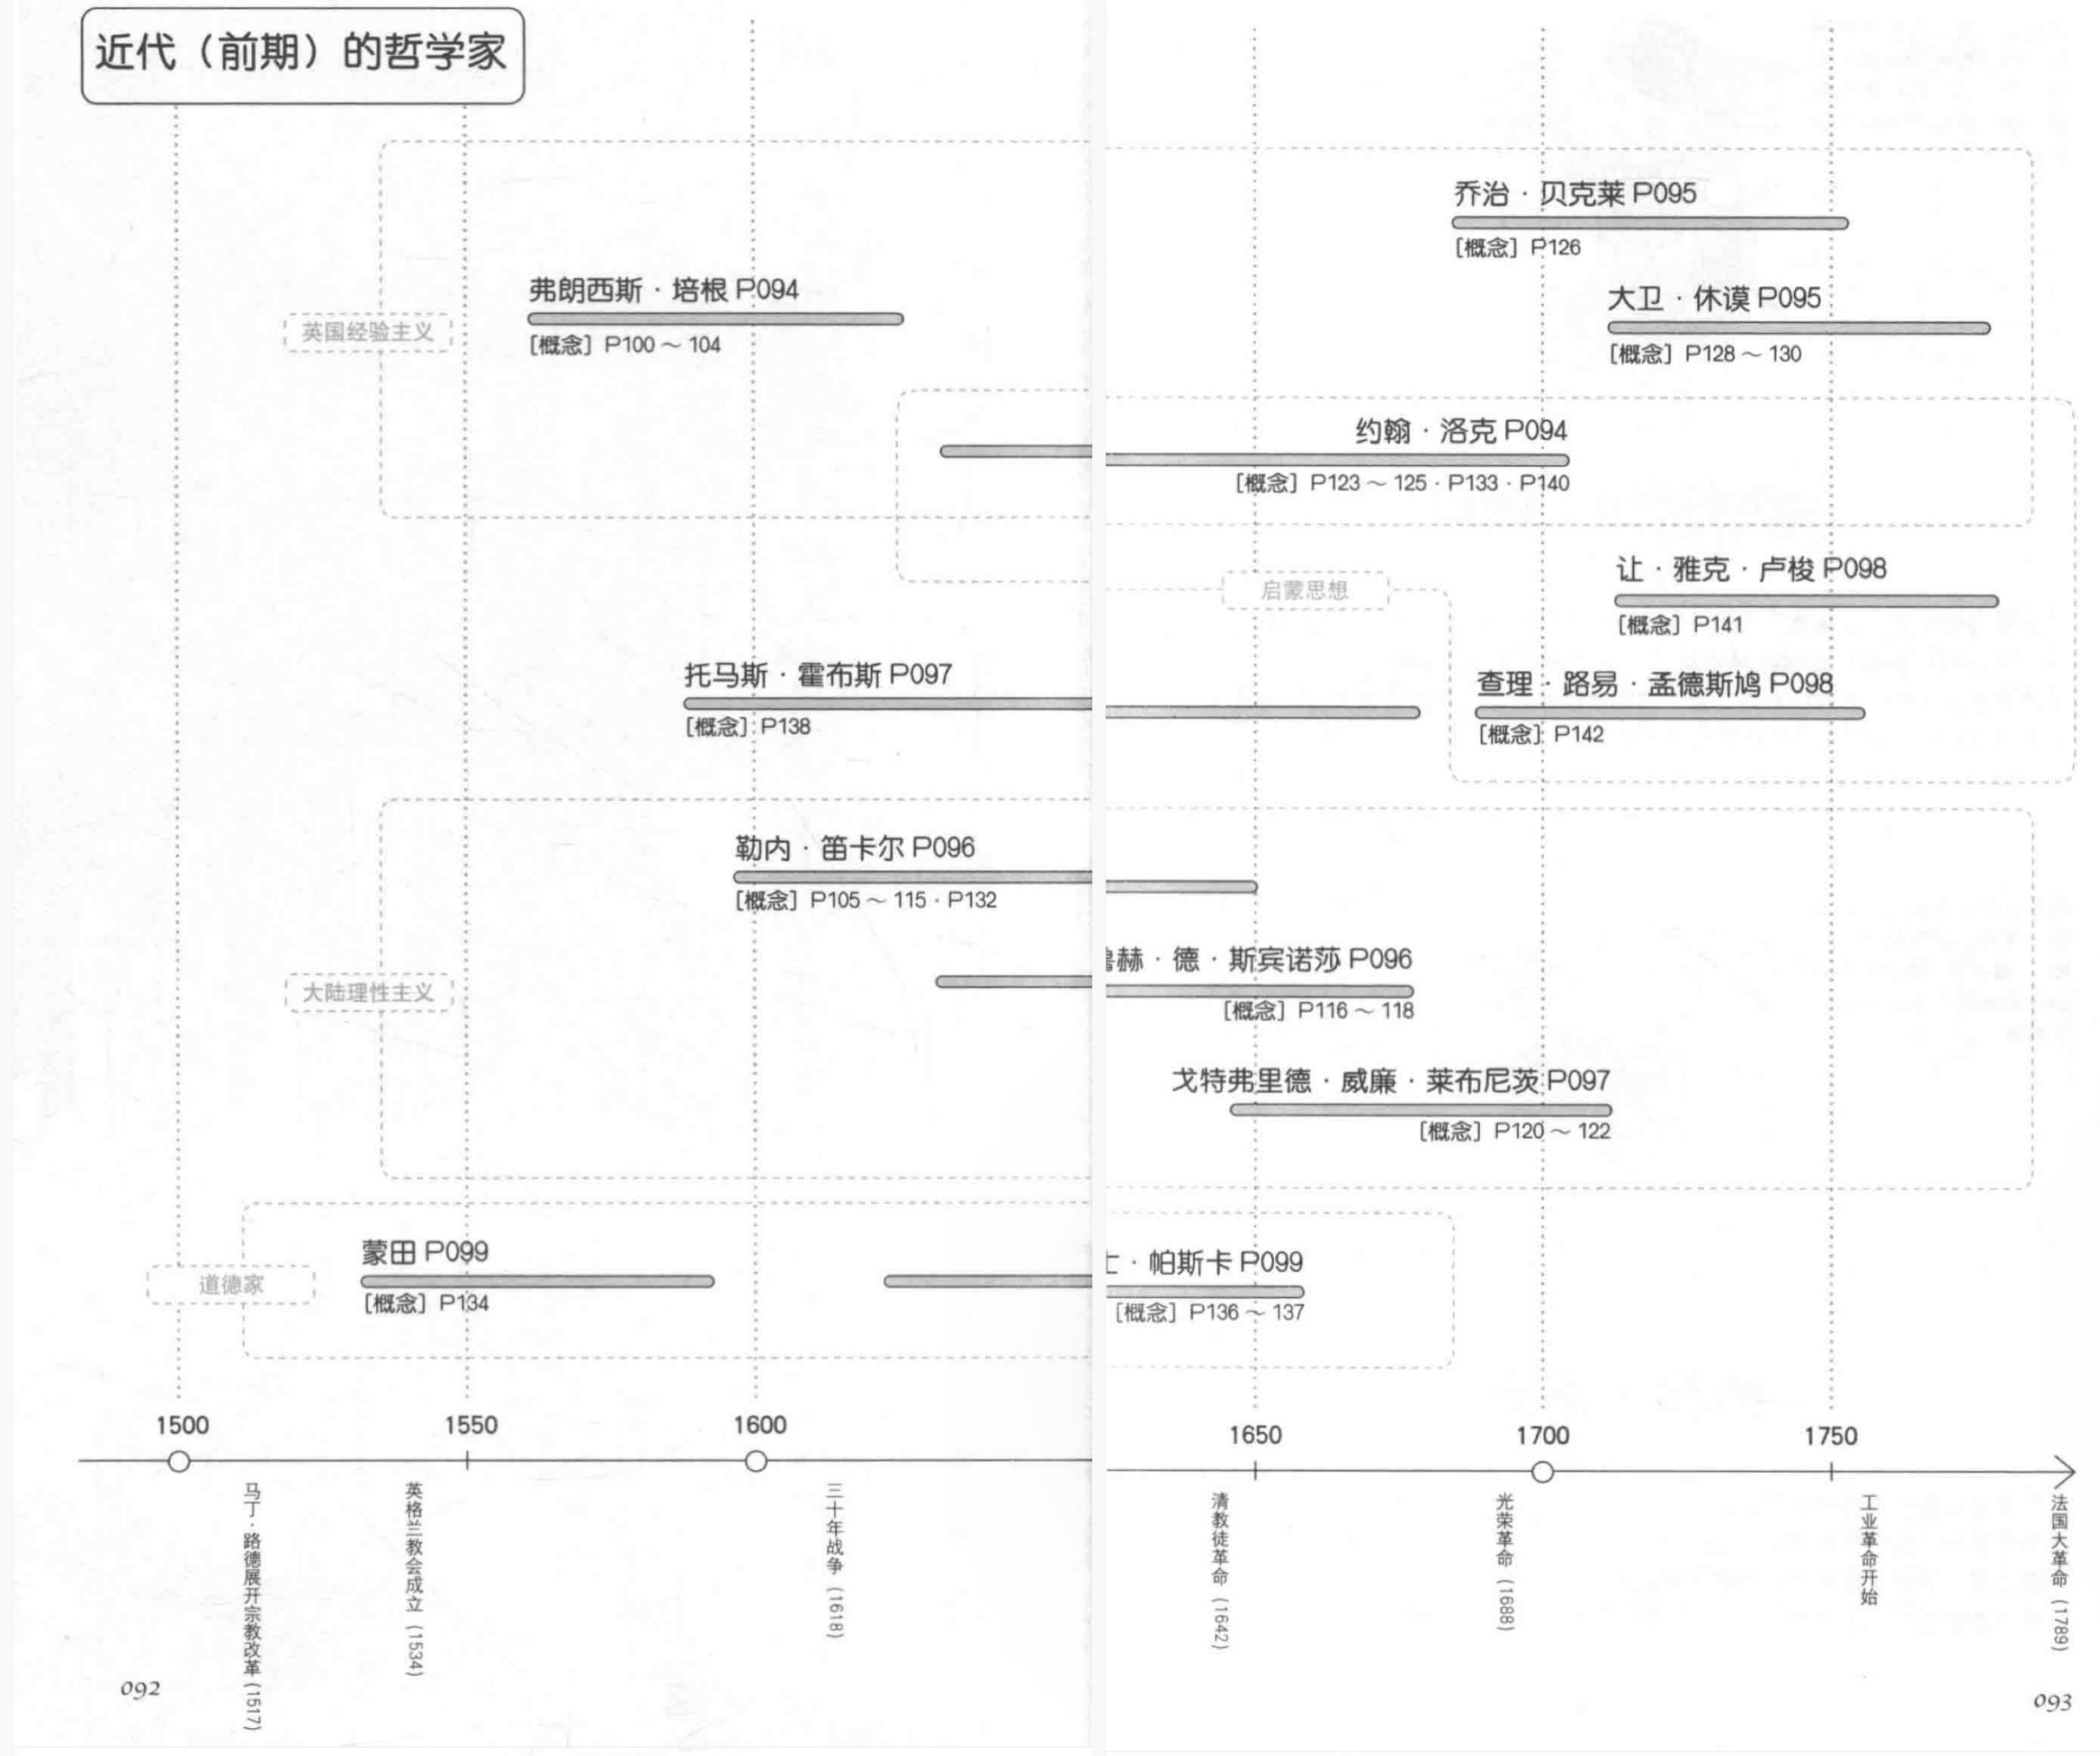 近代（前期）的哲学家
英国经验主义
弗朗西斯·培根 P094
［概念］P100～104
托马斯·霍布斯 P097
［概念］P138
大陆理性主义
勒内·笛卡尔 P096
［概念］P105～115·P132
道德家
蒙田 P099
［概念］P134
1500
1550
1600
马丁·路德展开宗教改革（1517）
英格兰教会成立（1534）
三十年战争（1618）
092
乔治·贝克莱 P095
［概念］P126
大卫·休谟 P095
［概念］P128～130
约翰·洛克 P094
［概念］P123～125·P133·P140
启蒙思想
让·雅克·卢梭 P098
［概念］P141
查理·路易·孟德斯鸠 P098
［概念］P142
赫·德·斯宾诺莎 P096
［概念］P116～118
戈特弗里德·威廉·莱布尼茨 P097
［概念］P120～122
·帕斯卡 P099
［概念］P136～137
1650
1700
1750
清教徒革命（1642）
光荣革命（1688）
工业革命开始
法国大革命（1789）
093